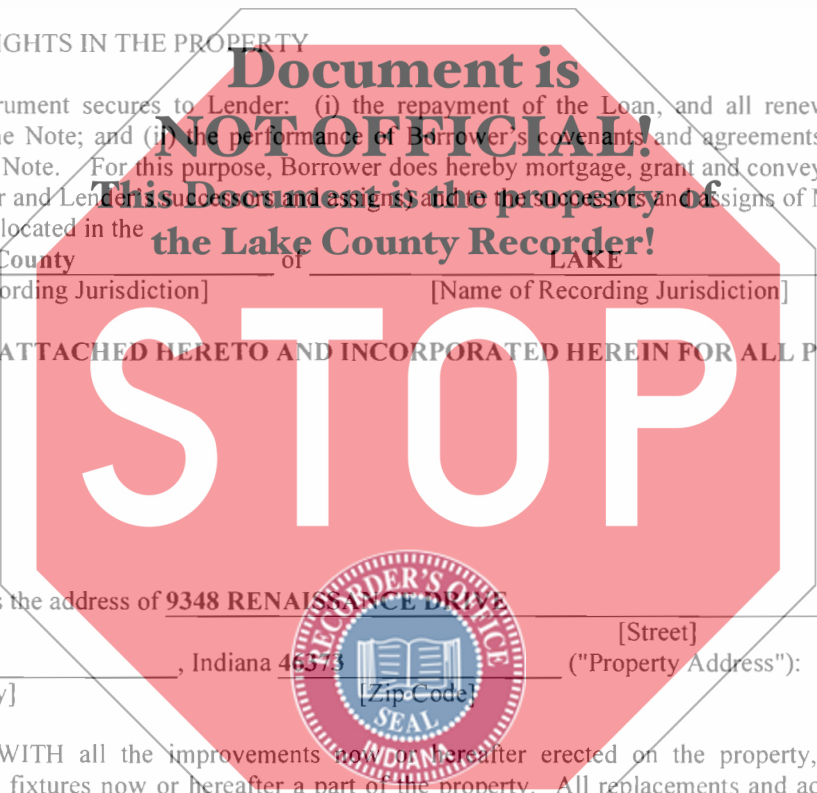 IGHTS IN THE PROPERTY
Document is
rument secures to Lender: (i) the repayment of the Loan, and all renew
NOT OFFICIAL!
ne Note; and (ii) the performance of Borrower's covenants and agreements
Note. For this purpose, Borrower does hereby mortgage, grant and convey
This Document is the property of
r and Lender's successors and assigns) and to the successors and assigns of M
located in the
the Lake County Recorder!
County of LAKE
ording Jurisdiction] [Name of Recording Jurisdiction]
ATTACHED HERETO AND INCORPORATED HEREIN FOR ALL P
STOP
s the address of 9348 RENAISSANCE DRIVE
[Street]
, Indiana 46373 ("Property Address"):
y] [Zip Code]
RECORDER'S OFFICE
SEAL
INDIANA
WITH all the improvements now or hereafter erected on the property,
fixtures now or hereafter a part of the property. All replacements and ad